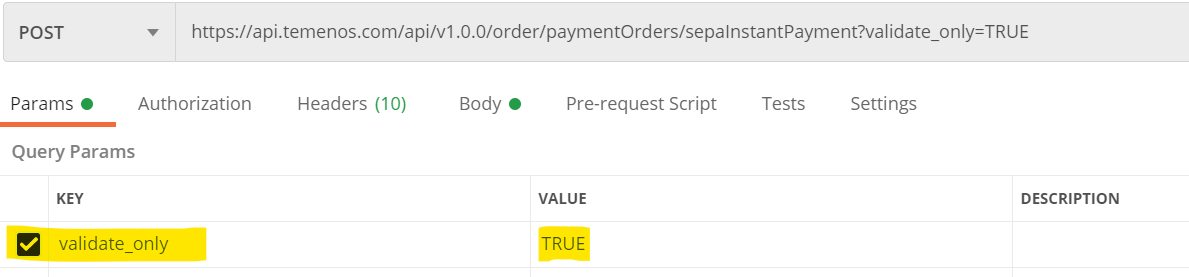 POST https://api.temenos.com/api/v1.0.0/order/paymentOrders/sepaInstantPayment?validate_only=TRUE
Params Authorization Headers (10) Body Pre-request Script Tests Settings
Query Params
KEY VALUE DESCRIPTION
validate_only TRUE